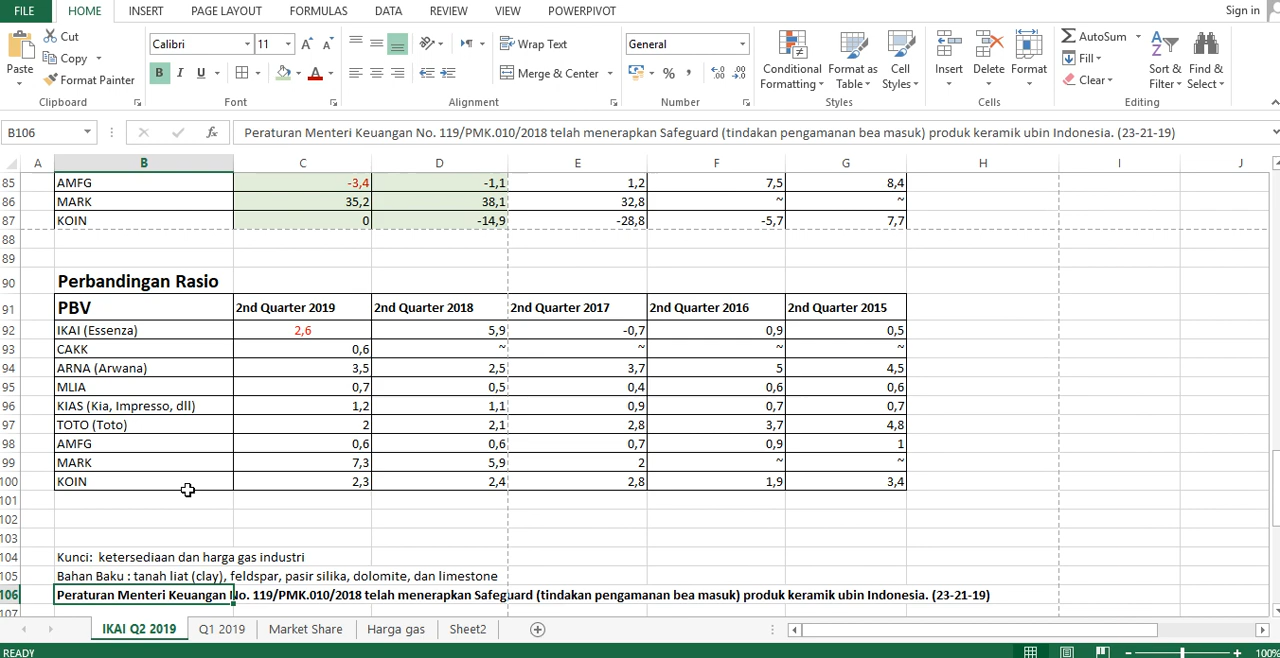 FILE HOME INSERT PAGE LAYOUT FORMULAS DATA REVIEW VIEW POWERPIVOT Sign in
Cut
Copy
Format Painter
Paste
Calibri 11
B I U
Wrap Text
Merge & Center
General
% ,
Conditional Formatting Format as Table Cell Styles
Insert Delete Format
AutoSum
Fill
Clear
Sort & Filter Find & Select
Clipboard Font Alignment Number Styles Cells Editing
B106 fx Peraturan Menteri Keuangan No. 119/PMK.010/2018 telah menerapkan Safeguard (tindakan pengamanan bea masuk) produk keramik ubin Indonesia. (23-21-19)
A B C D E F G H I J
85 AMFG -3,4 -1,1 1,2 7,5 8,4
86 MARK 35,2 38,1 32,8 ~ ~
87 KOIN 0 -14,9 -28,8 -5,7 7,7
88
89
90 Perbandingan Rasio
91 PBV 2nd Quarter 2019 2nd Quarter 2018 2nd Quarter 2017 2nd Quarter 2016 2nd Quarter 2015
92 IKAI (Essenza) 2,6 5,9 -0,7 0,9 0,5
93 CAKK 0,6 ~ ~ ~ ~
94 ARNA (Arwana) 3,5 2,5 3,7 5 4,5
95 MLIA 0,7 0,5 0,4 0,6 0,6
96 KIAS (Kia, Impresso, dll) 1,2 1,1 0,9 0,7 0,7
97 TOTO (Toto) 2 2,1 2,8 3,7 4,8
98 AMFG 0,6 0,6 0,7 0,9 1
99 MARK 7,3 5,9 2 ~ ~
100 KOIN 2,3 2,4 2,8 1,9 3,4
101
102
103
104 Kunci: ketersediaan dan harga gas industri
105 Bahan Baku : tanah liat (clay), feldspar, pasir silika, dolomite, dan limestone
106 Peraturan Menteri Keuangan No. 119/PMK.010/2018 telah menerapkan Safeguard (tindakan pengamanan bea masuk) produk keramik ubin Indonesia. (23-21-19)
107
IKAI Q2 2019 Q1 2019 Market Share Harga gas Sheet2
READY 100%